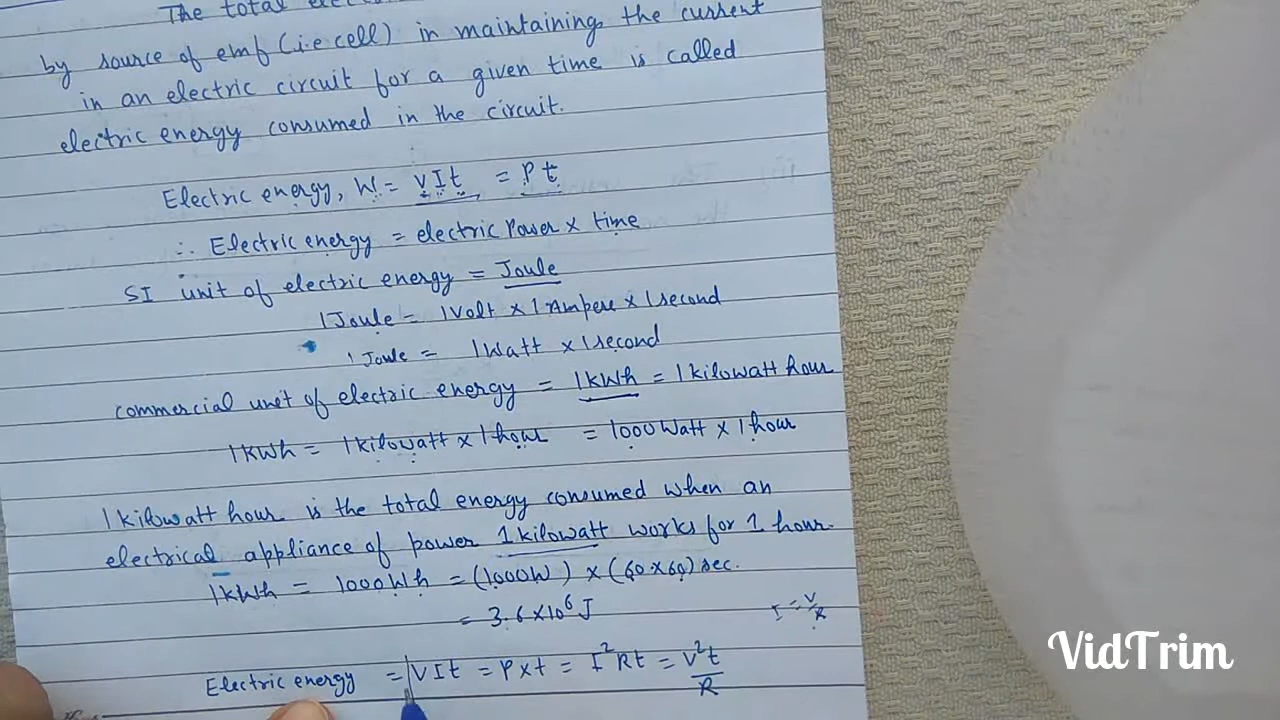 The total
by source of emf (i.e cell) in maintaining the current
in an electric circuit for a given time is called
electric energy consumed in the circuit.
Electric energy, W = VIt = Pt
∴ Electric energy = electric Power × time
SI unit of electric energy = Joule
1 Joule = 1 Volt × 1 Ampere × 1 second
1 Joule = 1 Watt × 1 second
commercial unit of electric energy = 1 kWh = 1 kilowatt hour
1 kWh = 1 kilowatt × 1 hour = 1000 Watt × 1 hour
1 kilowatt hour is the total energy consumed when an
electrical appliance of power 1 kilowatt works for 1 hour.
1 kWh = 1000 Wh = (1000 W) × (60×60) sec.
= 3.6 × 10⁶ J
I = V/R
Electric energy = VIt = P×t = I²Rt = V²t/R
VidTrim